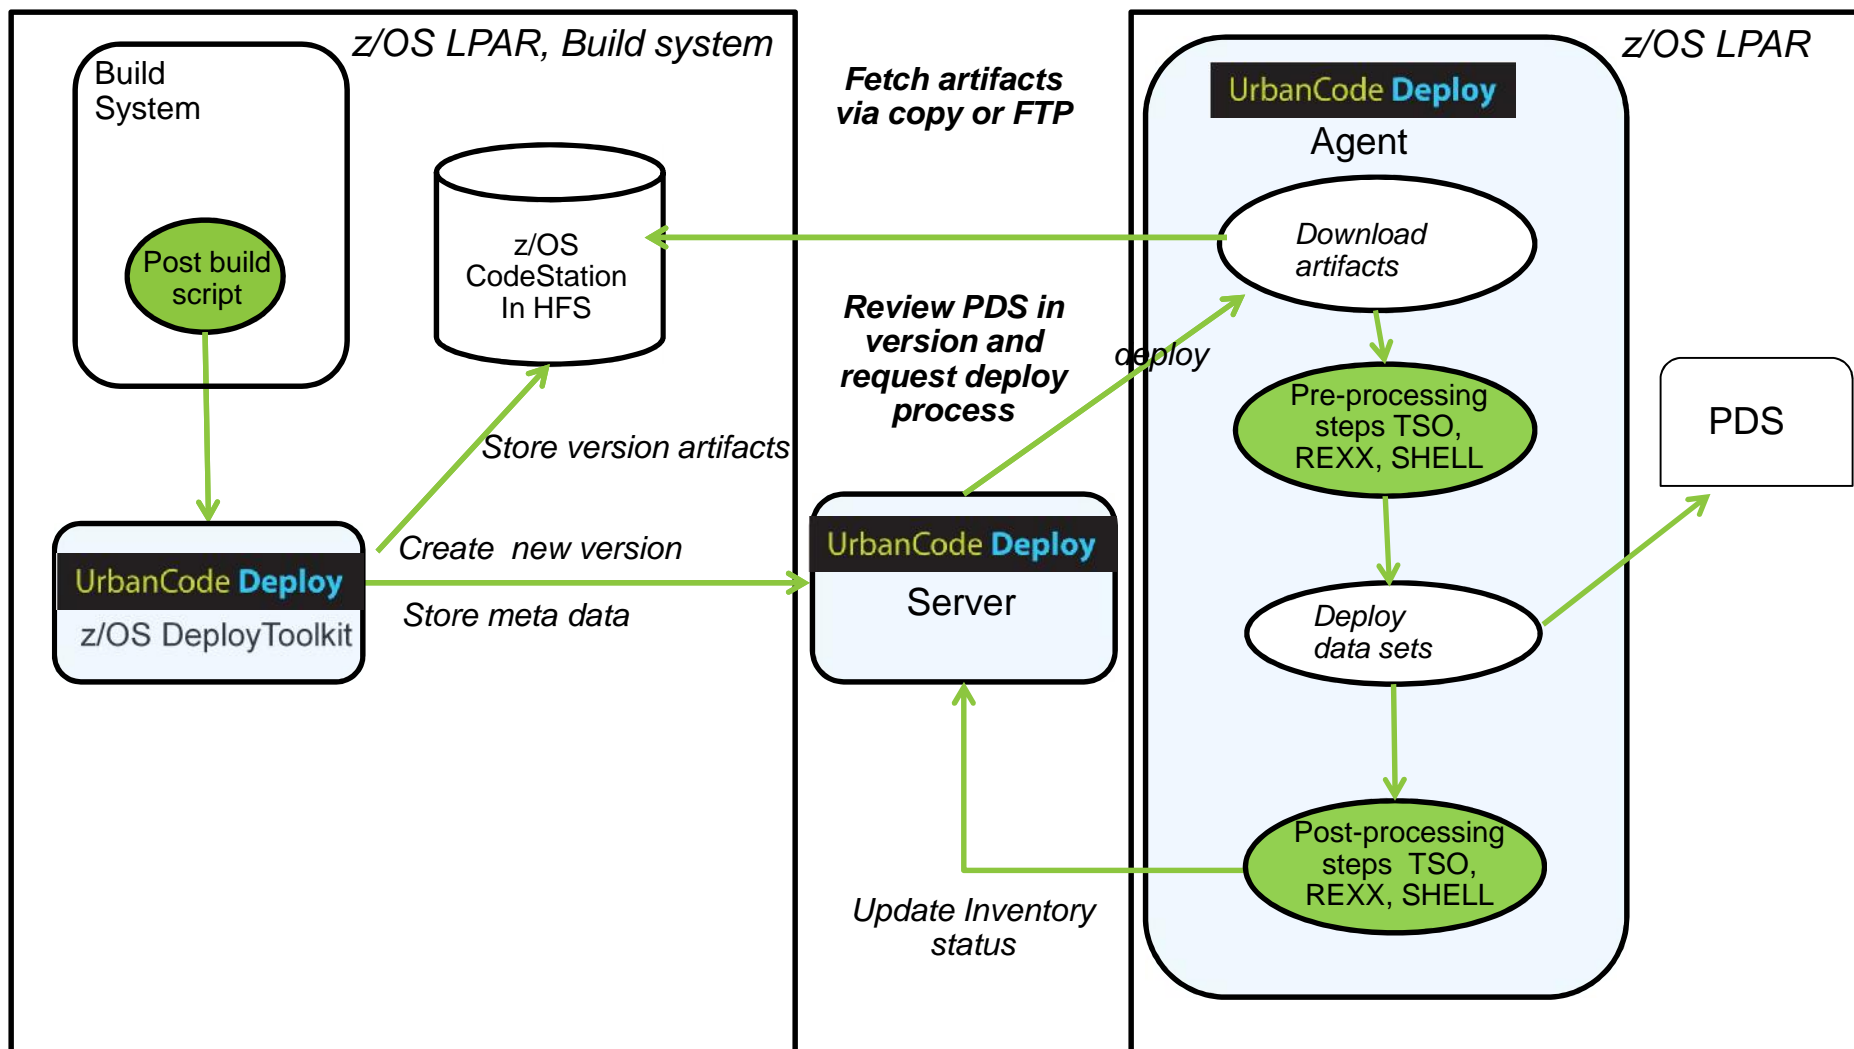 z/OS LPAR, Build system
Build
System
Post build
script
z/OS
CodeStation
In HFS
Store version artifacts
Create  new version
Store meta data
UrbanCode Deploy
z/OS DeployToolkit
Fetch artifacts
via copy or FTP
Review PDS in
version and
request deploy
process
deploy
UrbanCode Deploy
Server
Update Inventory
status
z/OS LPAR
UrbanCode Deploy
Agent
Download
artifacts
Pre-processing
steps TSO,
REXX, SHELL
Deploy
data sets
Post-processing
steps  TSO,
REXX, SHELL
PDS